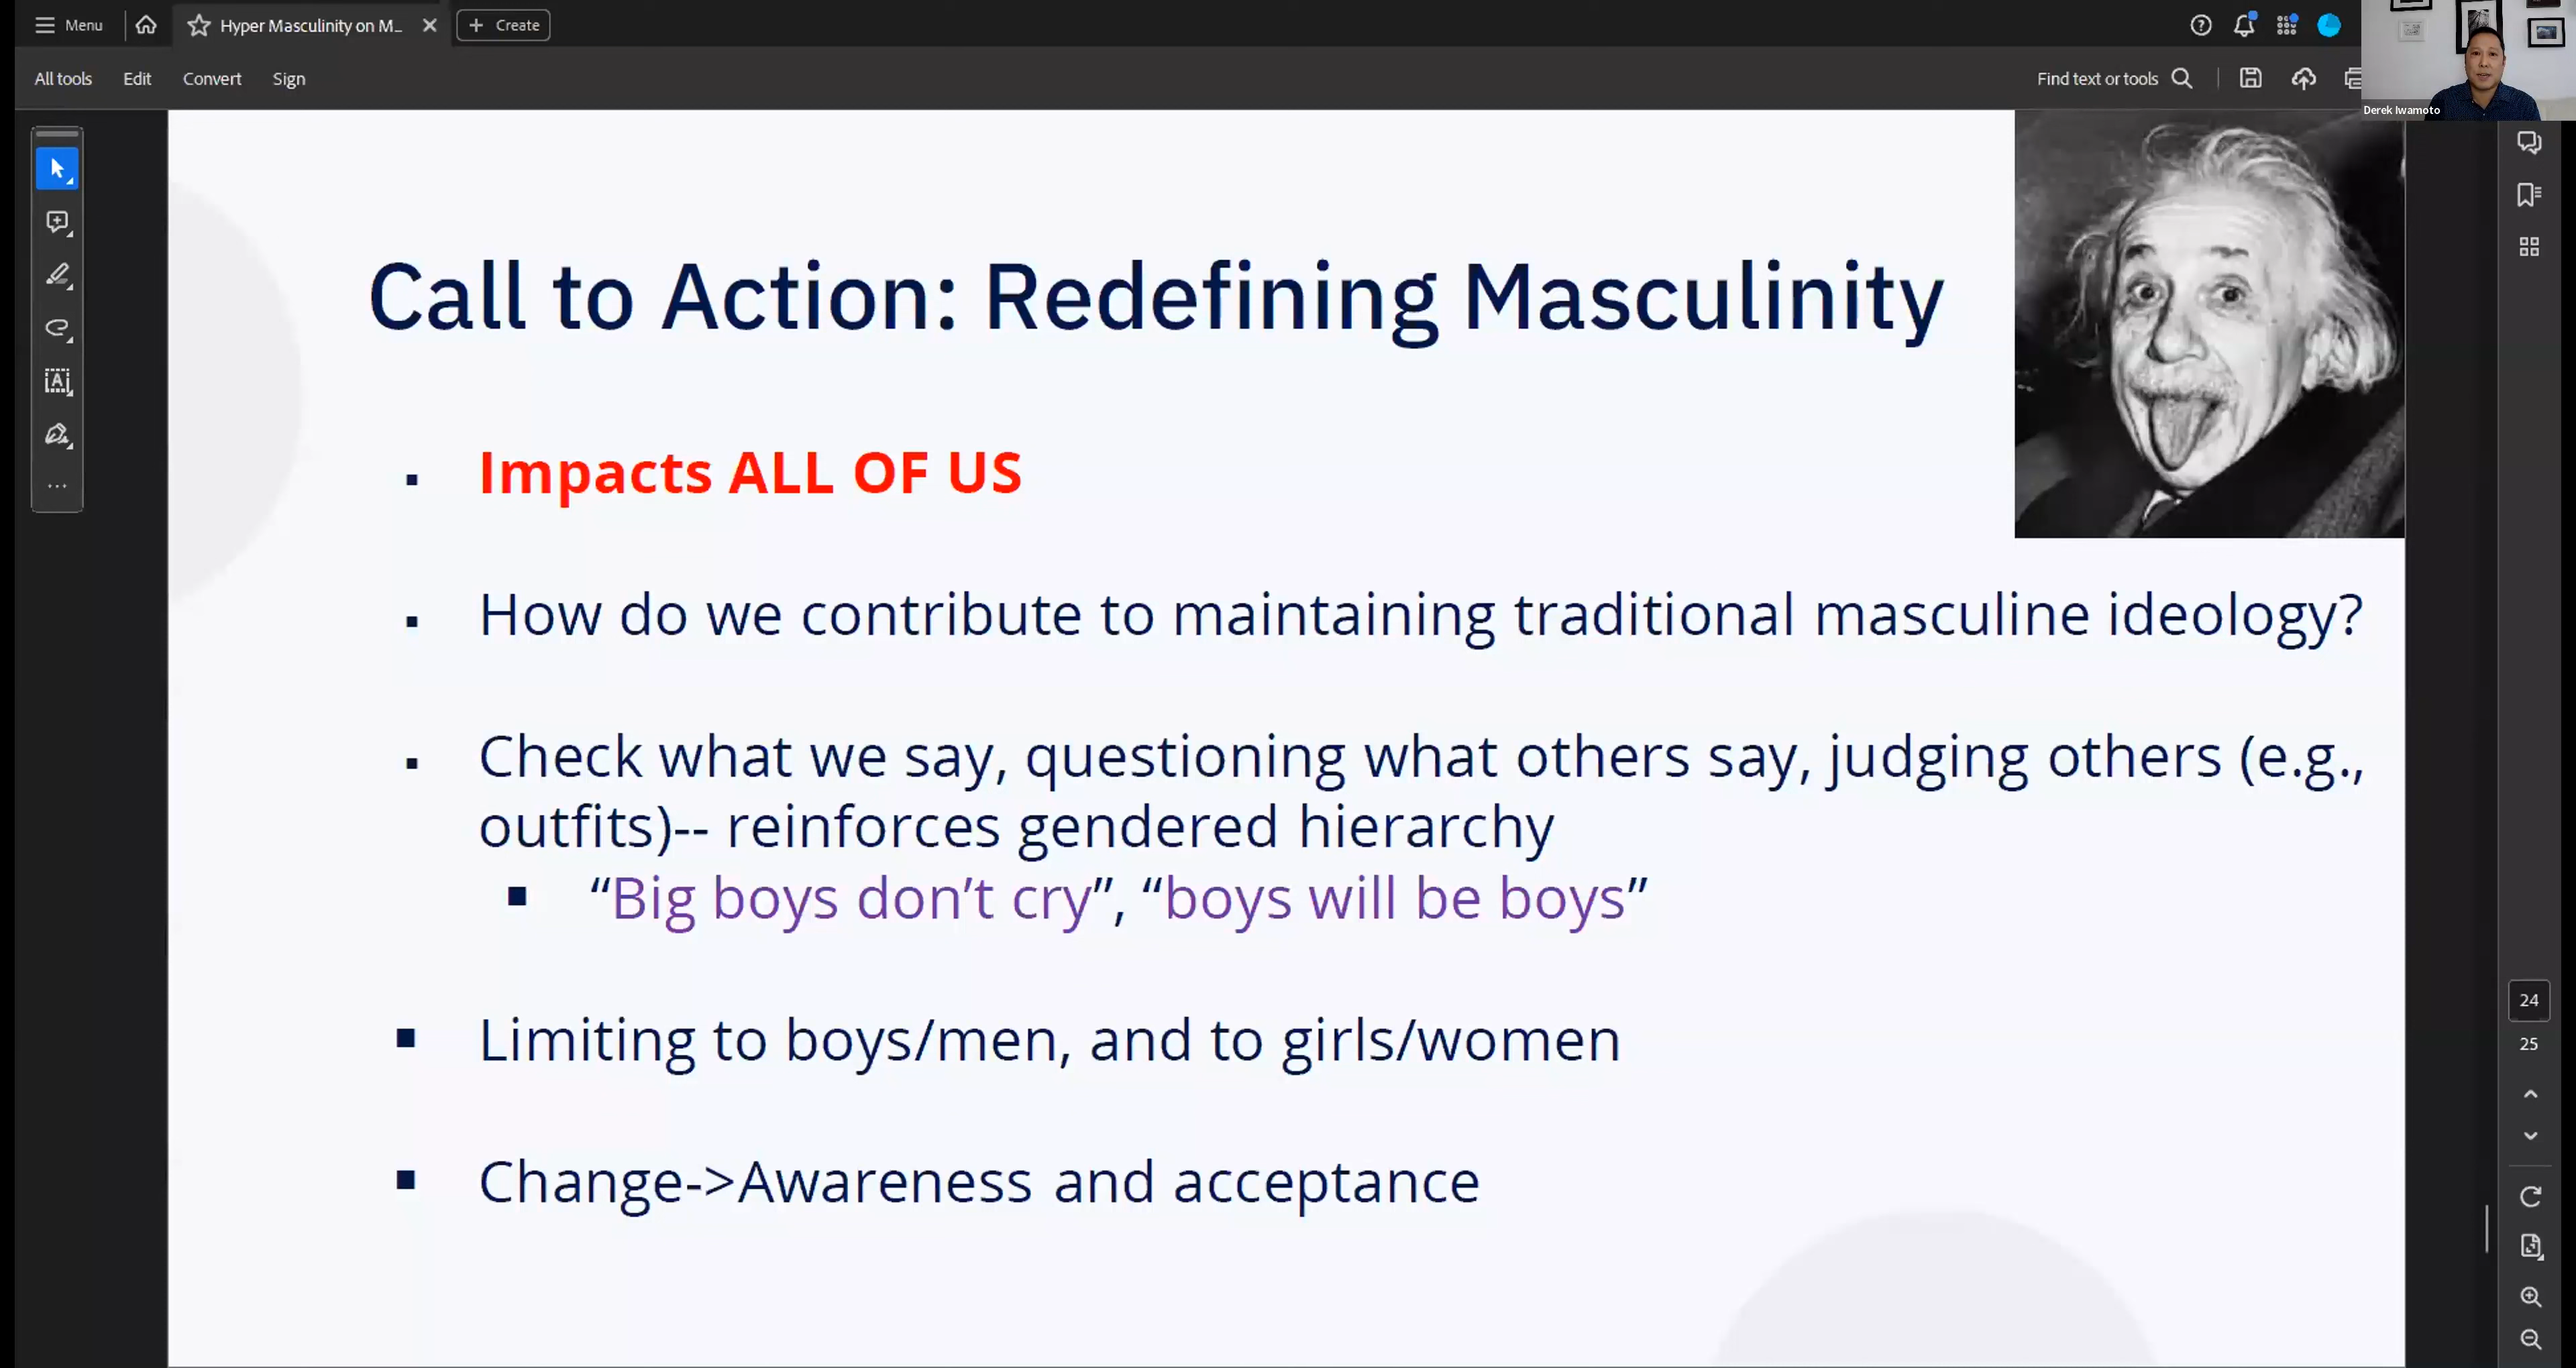 Menu
Hyper Masculinity on M...
Create
All tools
Edit
Convert
Sign
Find text or tools
Derek Iwamoto
Call to Action: Redefining Masculinity
Impacts ALL OF US
How do we contribute to maintaining traditional masculine ideology?
Check what we say, questioning what others say, judging others (e.g.,
outfits)-- reinforces gendered hierarchy
“Big boys don’t cry”, “boys will be boys”
Limiting to boys/men, and to girls/women
Change->Awareness and acceptance
24
25